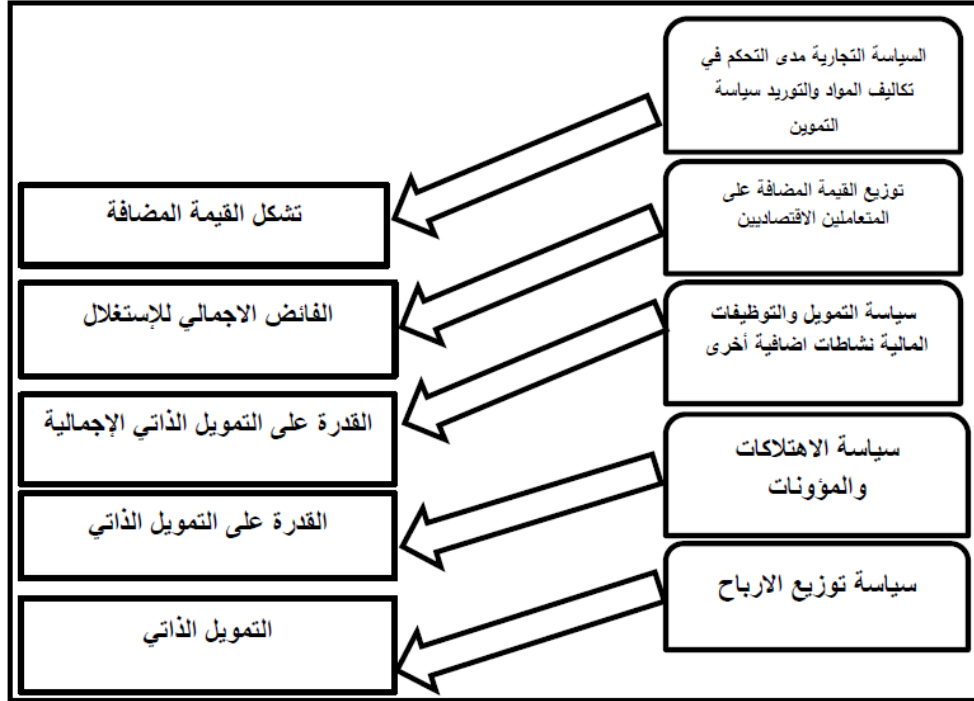 السياسة التجارية مدى التحكم في
تكاليف المواد والتوريد سياسة
التموين
توزيع القيمة المضافة على
المتعاملين الاقتصاديين
سياسة التمويل والتوظيفات
المالية نشاطات اضافية أخرى
سياسة الاهتلاكات
والمؤونات
سياسة توزيع الارباح
تشكل القيمة المضافة
الفائض الاجمالي للإستغلال
القدرة على التمويل الذاتي الإجمالية
القدرة على التمويل الذاتي
التمويل الذاتي